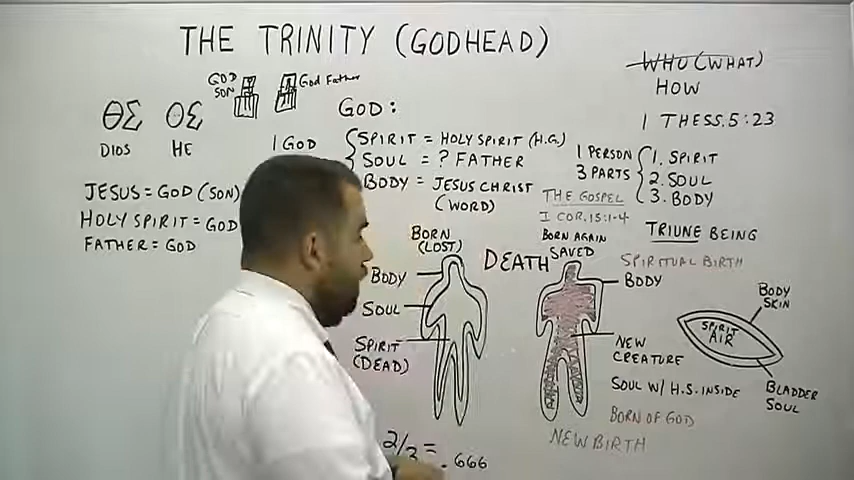 THE TRINITY (GODHEAD)
WHO (WHAT)
HOW
1 THESS. 5:23
GOD
SON
God Father
ΘΣ ΟΣ
DIOS HE
GOD:
1 GOD
SPIRIT = HOLY SPIRIT (H.G.)
SOUL = ? FATHER
BODY = JESUS CHRIST
(WORD)
1 PERSON
3 PARTS
1. SPIRIT
2. SOUL
3. BODY
TRIUNE BEING
JESUS = GOD (SON)
HOLY SPIRIT = GOD
FATHER = GOD
THE GOSPEL
I COR. 15:1-4
BORN
(LOST)
BODY
SOUL
SPIRIT
(DEAD)
DEATH
BORN AGAIN
SAVED
SPIRITUAL BIRTH
BODY
NEW
CREATURE
SOUL W/ H.S. INSIDE
BORN OF GOD
NEW BIRTH
BODY
SKIN
SPIRIT
AIR
BLADDER
SOUL
2/3 = .666